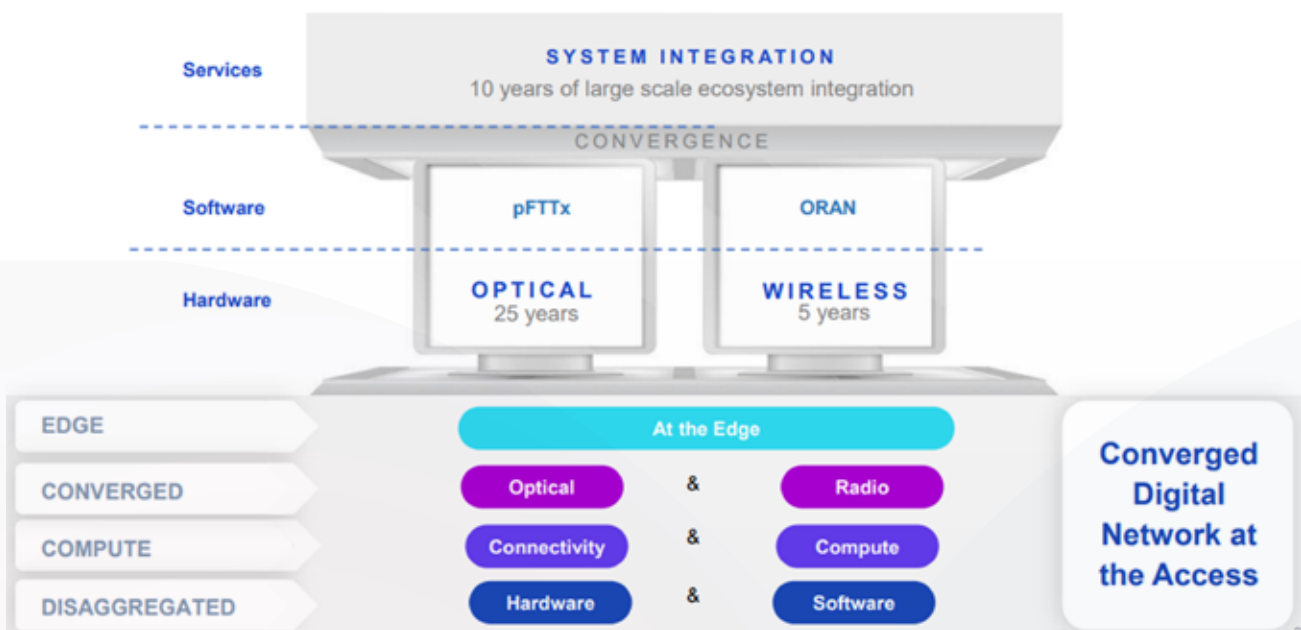 Services
SYSTEM INTEGRATION
10 years of large scale ecosystem integration
CONVERGENCE
Software
pFTTx
ORAN
Hardware
OPTICAL
25 years
WIRELESS
5 years
EDGE
At the Edge
CONVERGED
Optical & Radio
COMPUTE
Connectivity & Compute
DISAGGREGATED
Hardware & Software
Converged
Digital
Network at
the Access